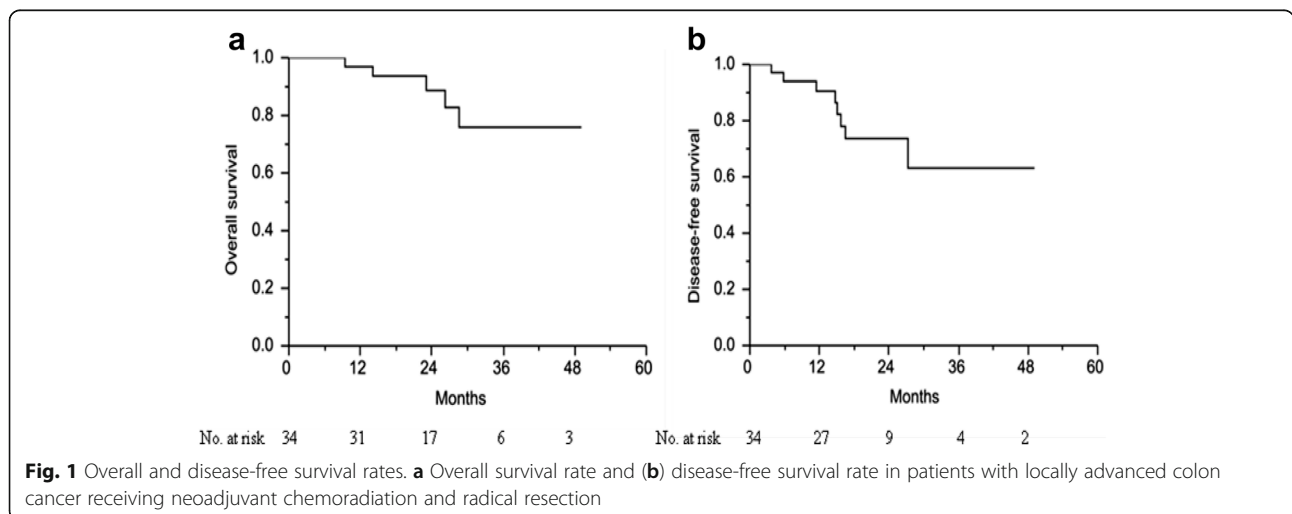 a
1.0
0.8
0.6
0.4
0.2
0.0
Overall survival
0 12 24 36 48 60
Months
No. at risk 34 31 17 6 3
b
1.0
0.8
0.6
0.4
0.2
0.0
Disease-free survival
0 12 24 36 48 60
Months
No. at risk 34 27 9 4 2
Fig. 1 Overall and disease-free survival rates. a Overall survival rate and (b) disease-free survival rate in patients with locally advanced colon
cancer receiving neoadjuvant chemoradiation and radical resection